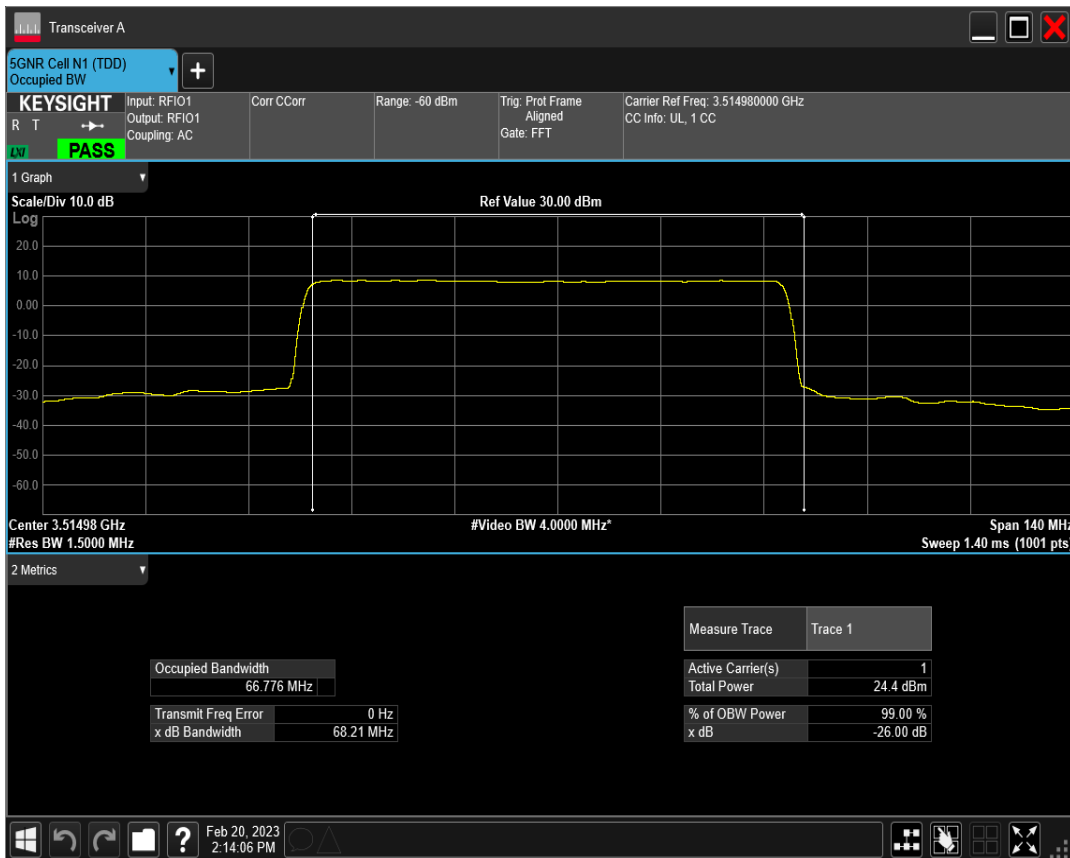 Transceiver A
5GNR Cell N1 (TDD)
Occupied BW
+
KEYSIGHT
R T
LXI
PASS
Input: RFIO1
Output: RFIO1
Coupling: AC
Corr CCorr
Range: -60 dBm
Trig: Prot Frame
Aligned
Gate: FFT
Carrier Ref Freq: 3.514980000 GHz
CC Info: UL, 1 CC
1 Graph
Scale/Div 10.0 dB
Ref Value 30.00 dBm
Log
20.0
10.0
0.00
-10.0
-20.0
-30.0
-40.0
-50.0
-60.0
Center 3.51498 GHz
#Video BW 4.0000 MHz*
Span 140 MHz
#Res BW 1.5000 MHz
Sweep 1.40 ms (1001 pts)
2 Metrics
Measure Trace Trace 1
Occupied Bandwidth
66.776 MHz
Active Carrier(s) 1
Total Power 24.4 dBm
Transmit Freq Error 0 Hz
x dB Bandwidth 68.21 MHz
% of OBW Power 99.00 %
x dB -26.00 dB
?
Feb 20, 2023
2:14:06 PM